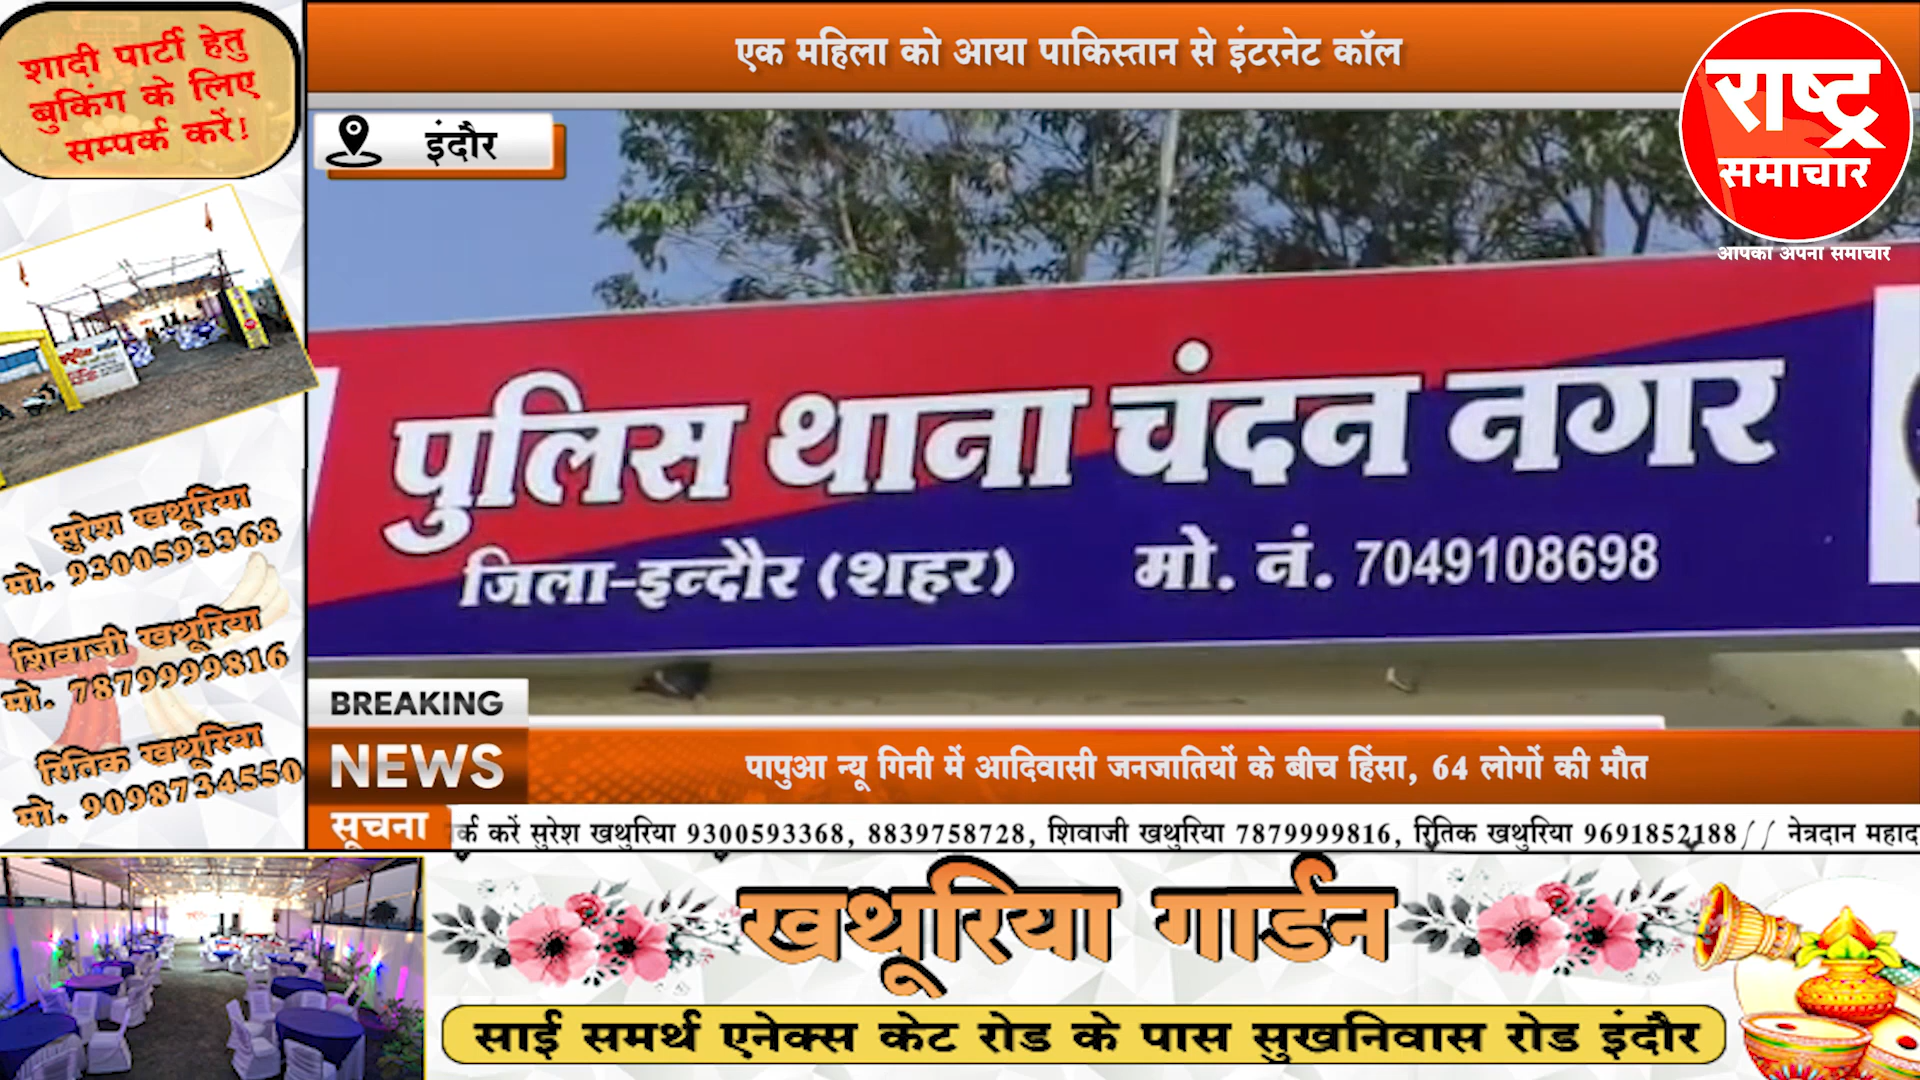 शादी पार्टी हेतु
बुकिंग के लिए
सम्पर्क करें!
एक महिला को आया पाकिस्तान से इंटरनेट कॉल
राष्ट्र
समाचार
आपका अपना समाचार
इंदौर
पुलिस थाना चंदन नगर
जिला-इन्दौर (शहर) मो. नं. 7049108698
सुरेश खथूरिया
मो. 9300593368
शिवाजी खथूरिया
मो. 7879999816
रितिक खथूरिया
मो. 9098734550
BREAKING
NEWS
पापुआ न्यू गिनी में आदिवासी जनजातियों के बीच हिंसा, 64 लोगों की मौत
सूचना
र्क करें सुरेश खथुरिया 9300593368, 8839758728, शिवाजी खथुरिया 7879999816, रितिक खथुरिया 9691852188 // नेत्रदान महाद
खथूरिया गार्डन
साई समर्थ एनेक्स केट रोड के पास सुखनिवास रोड इंदौर